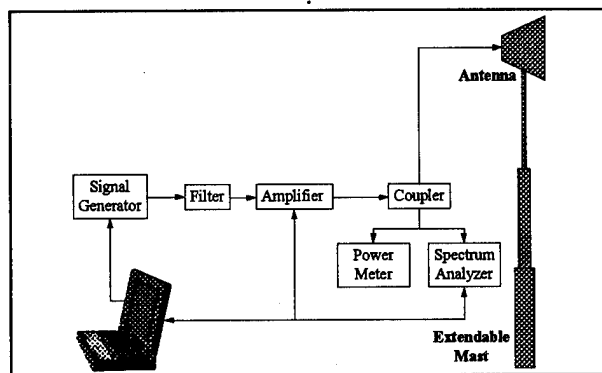 Antenna
Signal
Generator
Filter
Amplifier
Coupler
Power
Meter
Spectrum
Analyzer
Extendable
Mast